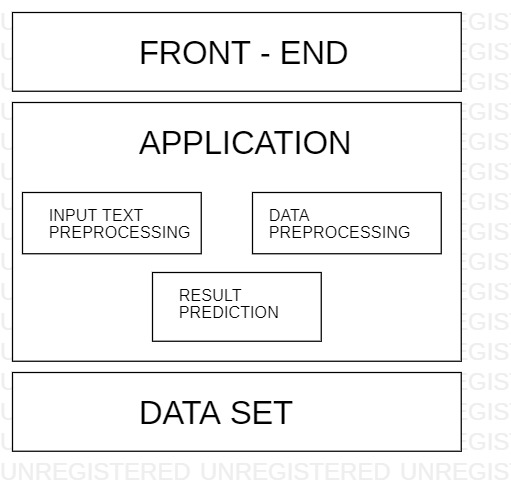 FRONT - END
APPLICATION
INPUT TEXT
PREPROCESSING
DATA
PREPROCESSING
RESULT
PREDICTION
DATA SET
UNREGISTERED UNREGISTERED